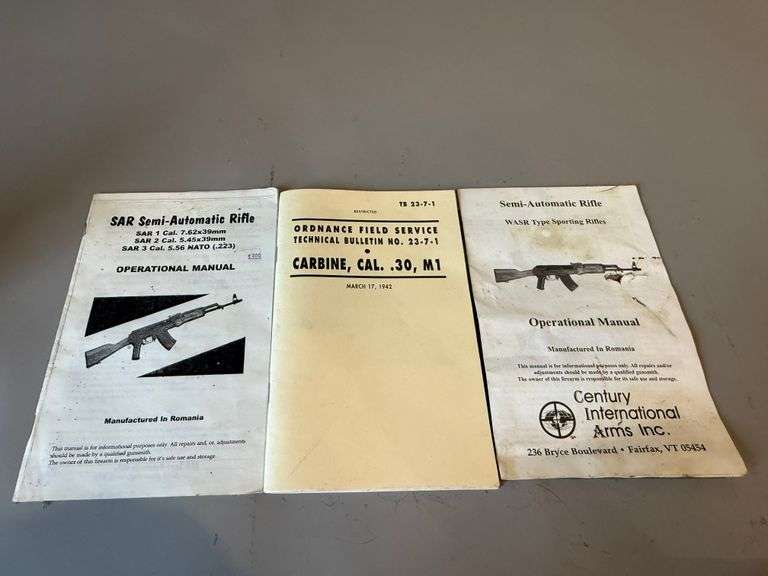 SAR Semi-Automatic Rifle
SAR 1 Cal. 7.62x39mm
SAR 2 Cal. 5.45x39mm
SAR 3 Cal. 5.56 NATO (.223)
OPERATIONAL MANUAL
Manufactured In Romania
This manual is for informational purposes only. All repairs and, or, adjustments
should be made by a qualified gunsmith.
The owner of this firearm is responsible for it's safe use and storage.
TB 23-7-1
RESTRICTED
ORDNANCE FIELD SERVICE
TECHNICAL BULLETIN NO. 23-7-1
CARBINE, CAL. .30, M1
MARCH 17, 1942
Semi-Automatic Rifle
WASR Type Sporting Rifles
Operational Manual
Manufactured In Romania
This manual is for informational purposes only. All repairs and/or
adjustments should be made by a qualified gunsmith.
The owner of this firearm is responsible for its safe use and storage.
Century
International
Arms Inc.
236 Bryce Boulevard • Fairfax, VT 05454